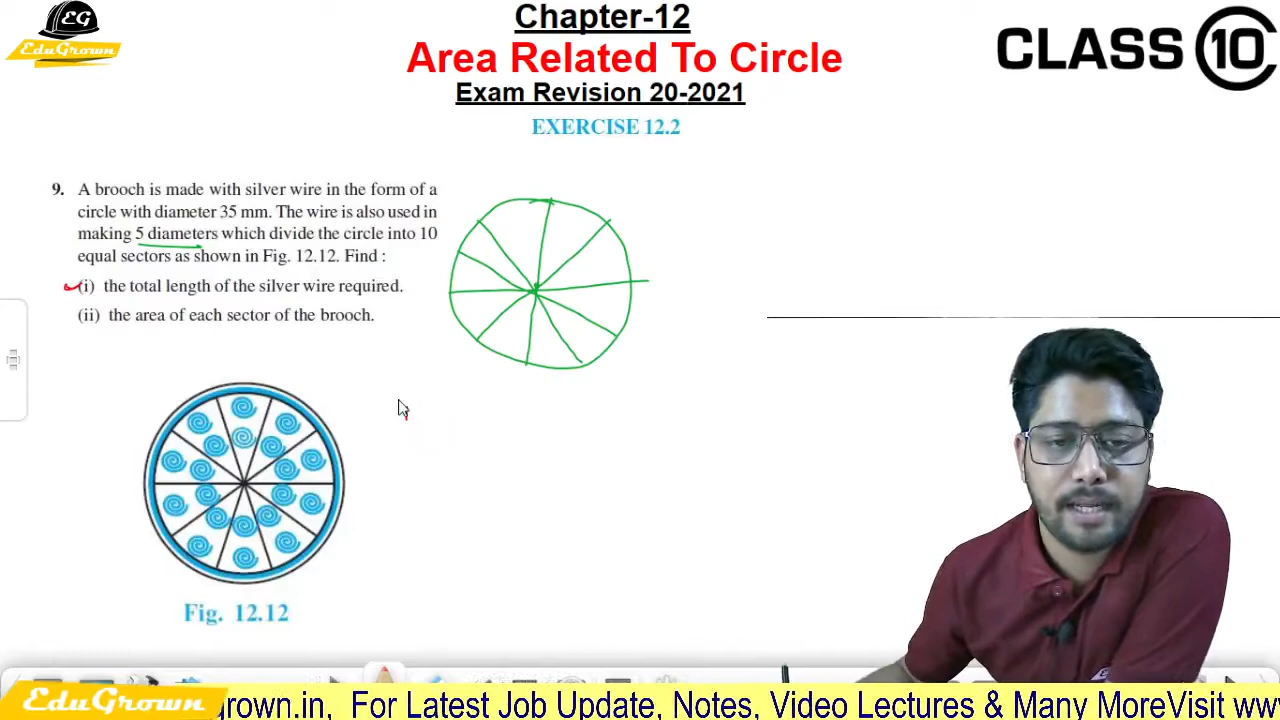 EG
EduGrown
Chapter-12
Area Related To Circle
Exam Revision 20-2021
EXERCISE 12.2
CLASS 10
9. A brooch is made with silver wire in the form of a
circle with diameter 35 mm. The wire is also used in
making 5 diameters which divide the circle into 10
equal sectors as shown in Fig. 12.12. Find :
(i) the total length of the silver wire required.
(ii) the area of each sector of the brooch.
Fig. 12.12
EduGrown
grown.in, For Latest Job Update, Notes, Video Lectures & Many MoreVisit ww